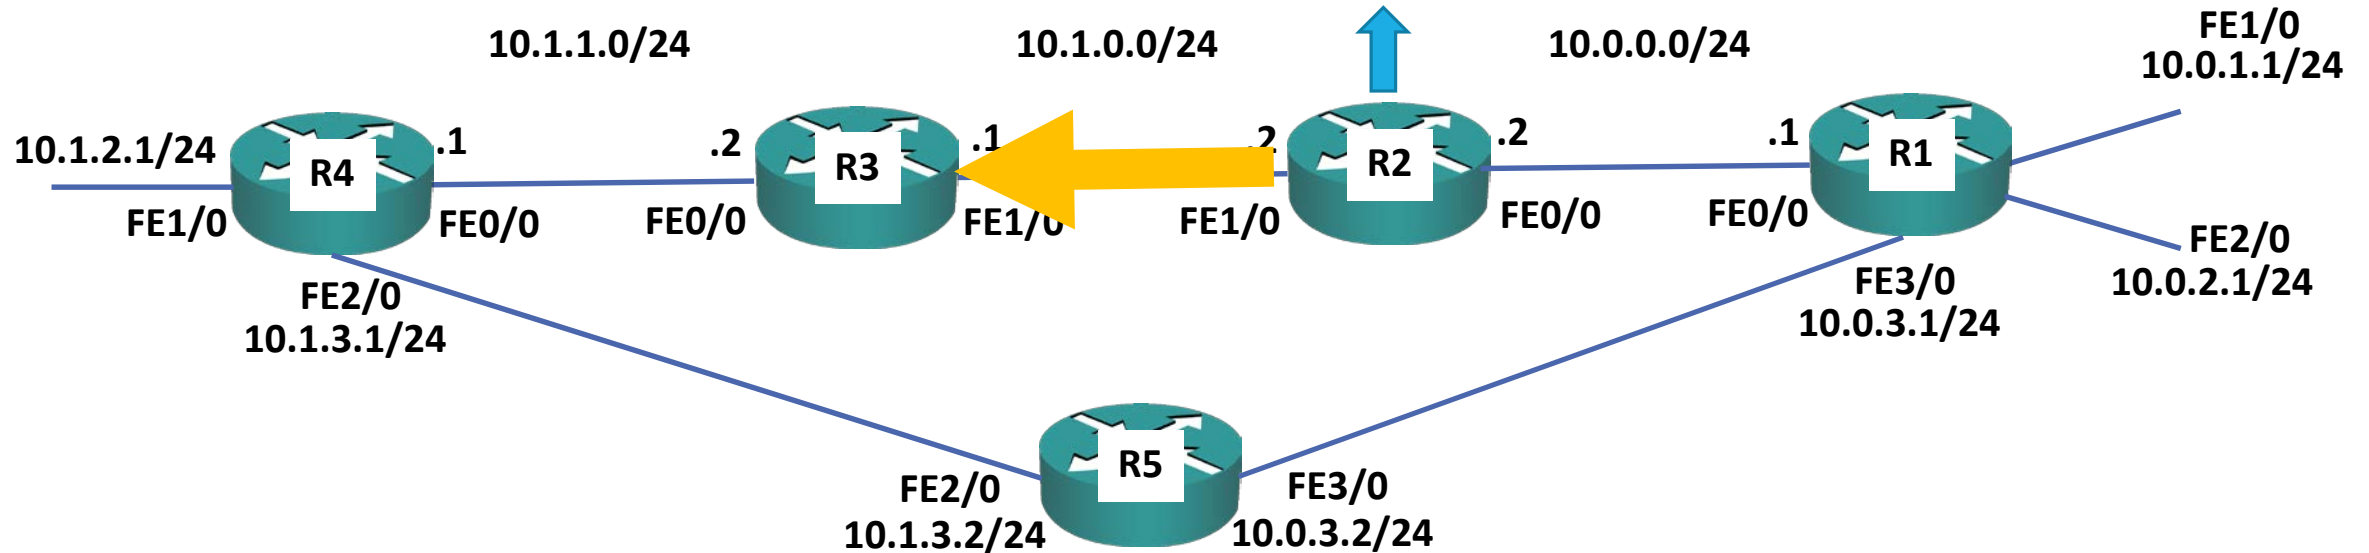 10.1.1.0/24
10.1.0.0/24
10.0.0.0/24
FE1/0
10.0.1.1/24
10.1.2.1/24
R4
.1
.2
R3
.1
.2
R2
.2
.1
R1
FE1/0
FE0/0
FE0/0
FE1/0
FE1/0
FE0/0
FE0/0
FE2/0
10.0.2.1/24
FE2/0
10.1.3.1/24
FE3/0
10.0.3.1/24
R5
FE2/0
10.1.3.2/24
FE3/0
10.0.3.2/24